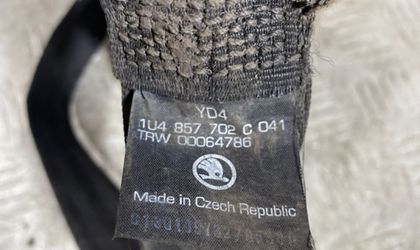 YD4
1U4 857 702 C 041
TRW 00064786
Made in Czech Republic